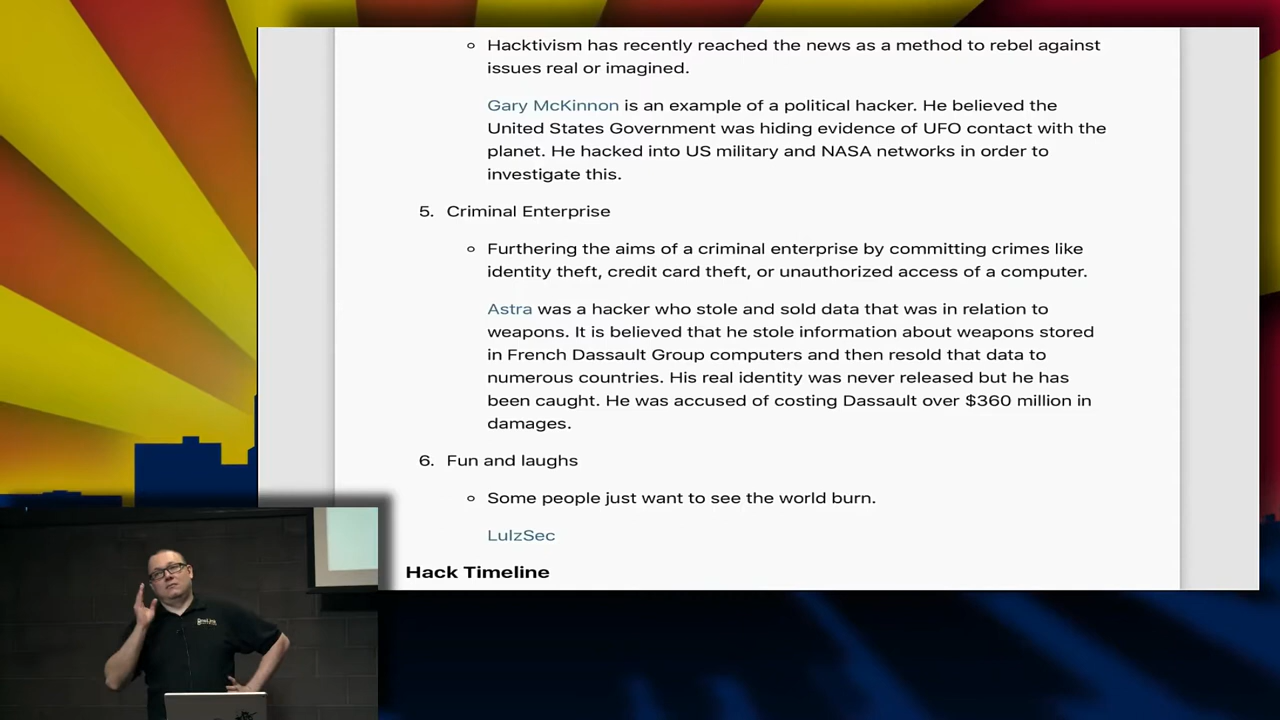 Hacktivism has recently reached the news as a method to rebel against
issues real or imagined.
Gary McKinnon is an example of a political hacker. He believed the
United States Government was hiding evidence of UFO contact with the
planet. He hacked into US military and NASA networks in order to
investigate this.
5. Criminal Enterprise
Furthering the aims of a criminal enterprise by committing crimes like
identity theft, credit card theft, or unauthorized access of a computer.
Astra was a hacker who stole and sold data that was in relation to
weapons. It is believed that he stole information about weapons stored
in French Dassault Group computers and then resold that data to
numerous countries. His real identity was never released but he has
been caught. He was accused of costing Dassault over $360 million in
damages.
6. Fun and laughs
Some people just want to see the world burn.
LulzSec
Hack Timeline